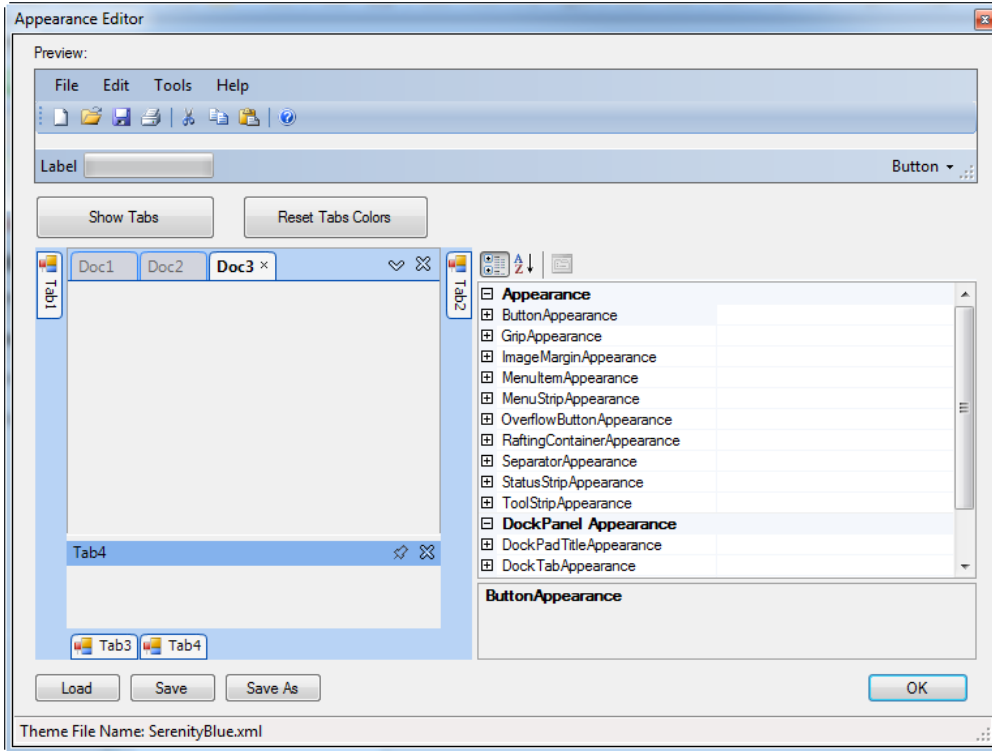 Appearance Editor
Preview:
File Edit Tools Help
Label Button
Show Tabs Reset Tabs Colors
Tab1
Doc1 Doc2 Doc3
Tab2
Tab4
Tab3 Tab4
Appearance
ButtonAppearance
GripAppearance
ImageMarginAppearance
MenuItemAppearance
MenuStripAppearance
OverflowButtonAppearance
RaftingContainerAppearance
SeparatorAppearance
StatusStripAppearance
ToolStripAppearance
DockPanel Appearance
DockPadTitleAppearance
DockTabAppearance
ButtonAppearance
Load Save Save As OK
Theme File Name: SerenityBlue.xml